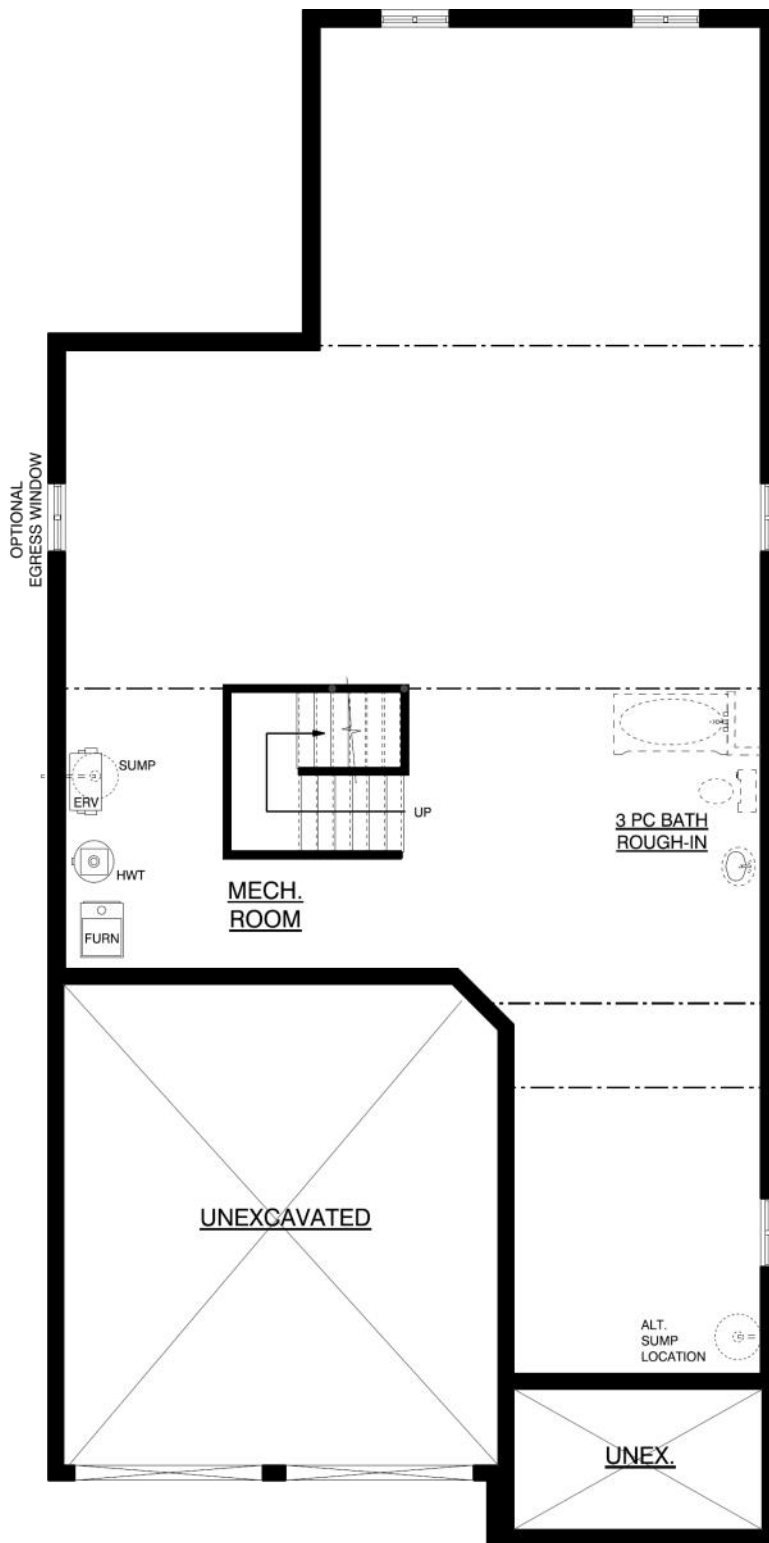 OPTIONAL
EGRESS WINDOW
SUMP
ERV
UP
3 PC BATH
ROUGH-IN
HWT
MECH.
ROOM
FURN
UNEXCAVATED
ALT.
SUMP
LOCATION
UNEX.